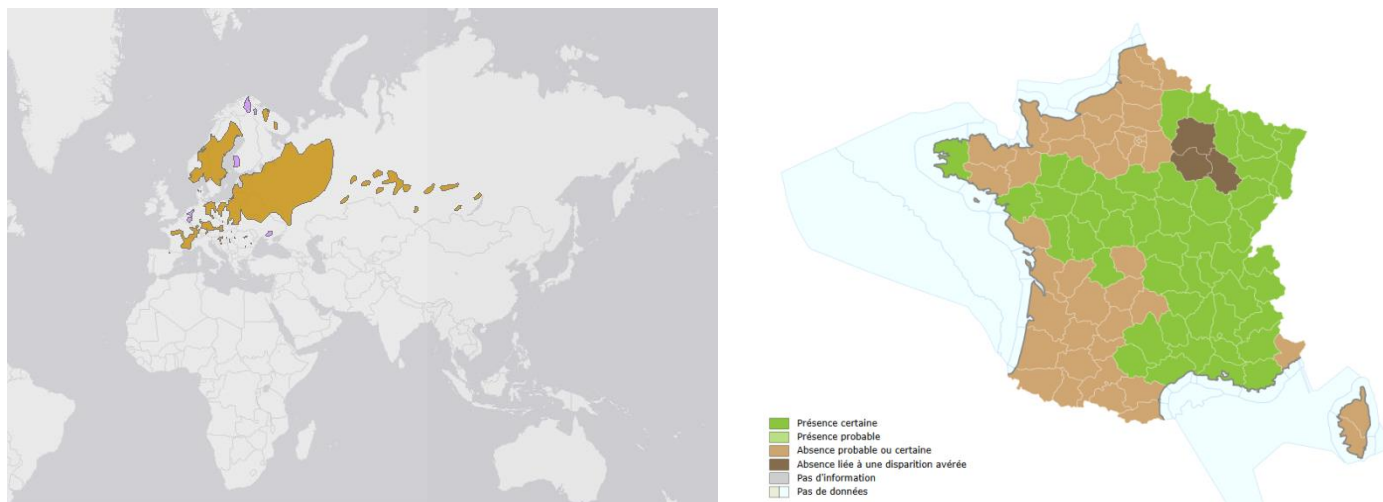 Présence certaine
Présence probable
Absence probable ou certaine
Absence liée à une disparition avérée
Pas d'information
Pas de données